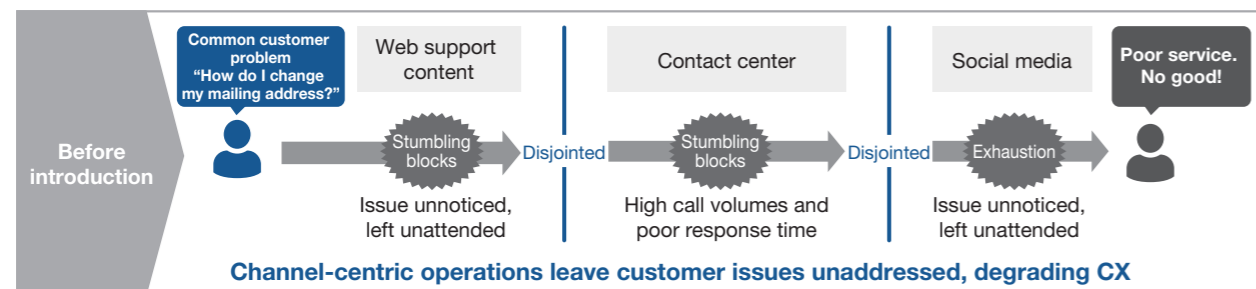 Before
introduction
Common customer
problem
“How do I change
my mailing address?”
Web support
content
Stumbling
blocks
Issue unnoticed,
left unattended
Disjointed
Contact center
Stumbling
blocks
High call volumes and
poor response time
Disjointed
Social media
Exhaustion
Issue unnoticed,
left unattended
Poor service.
No good!
Channel-centric operations leave customer issues unaddressed, degrading CX